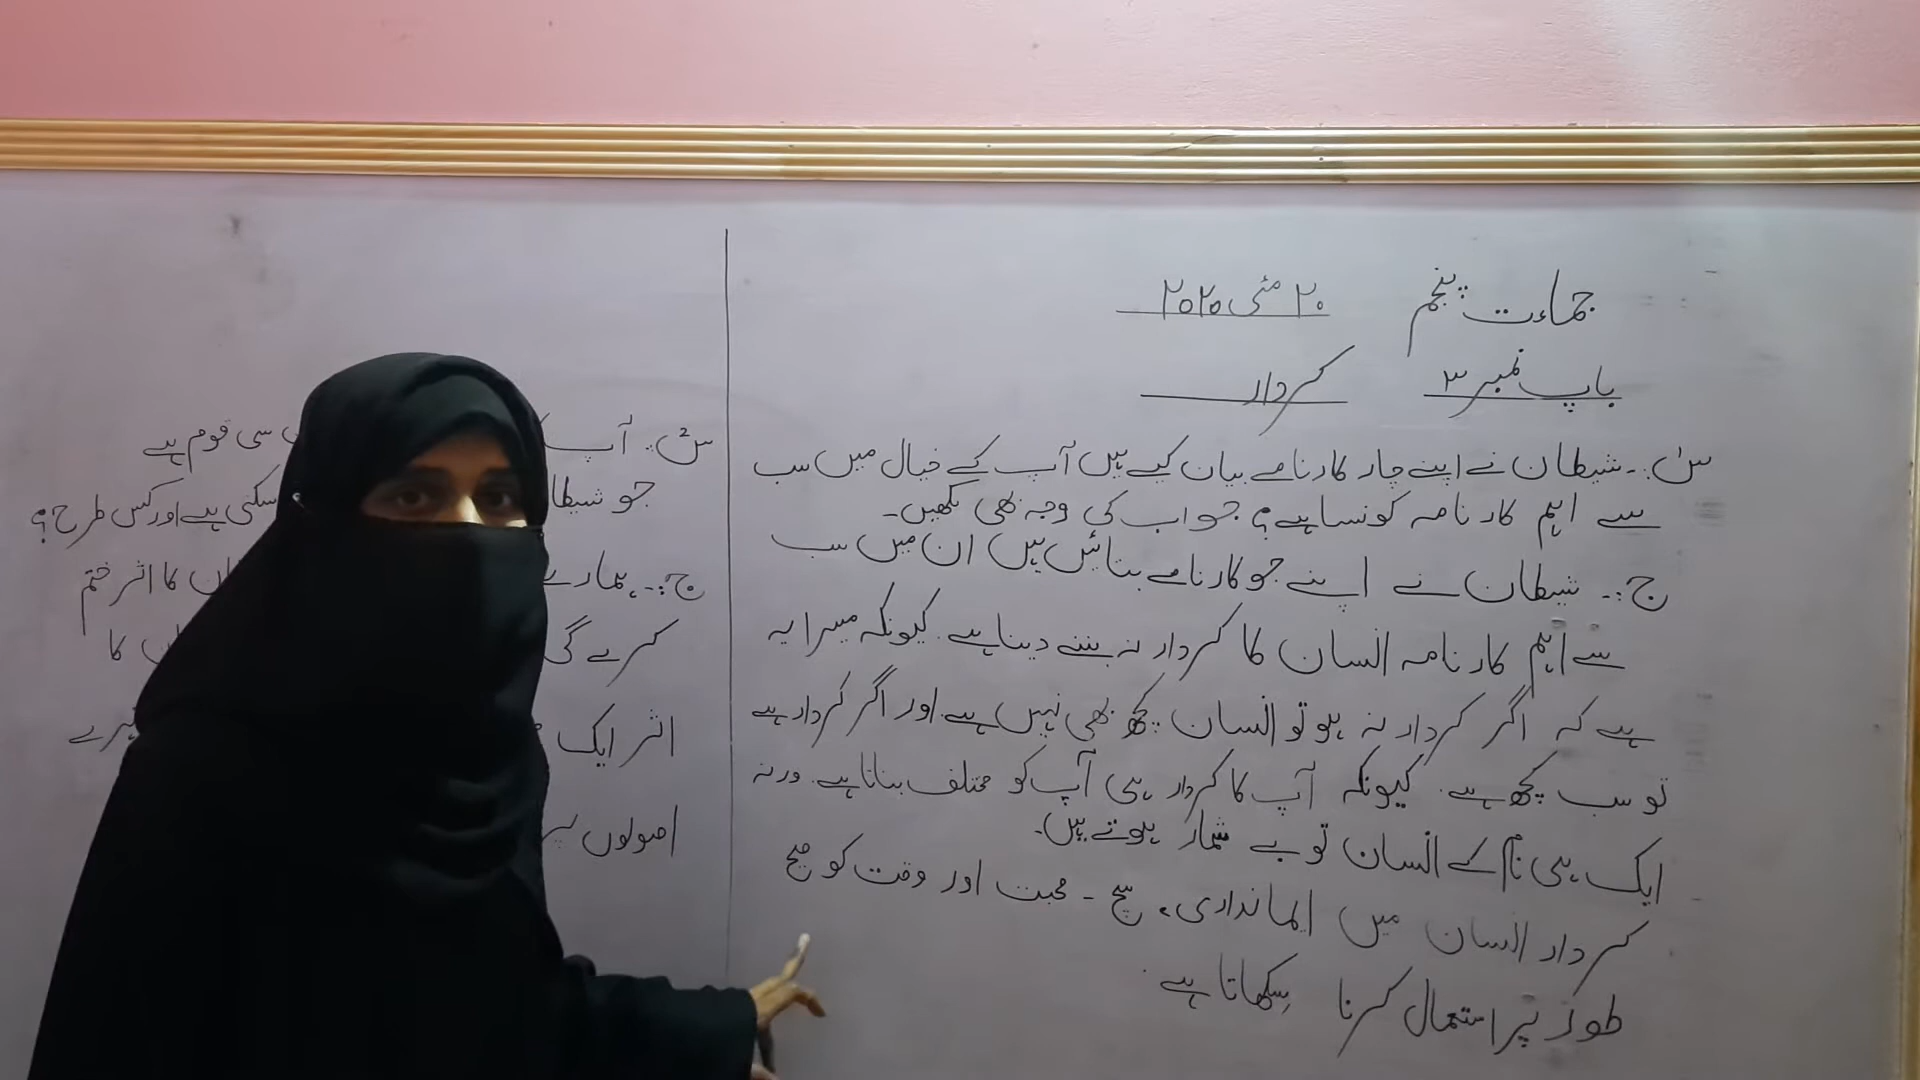 جماعت پنجم ۲۰ مئی ۲۰۲۰
باپ نمبر ۳ کردار
س۱:۔ شیطان نے اپنے چار کارنامے بیان کیے ہیں آپ کے خیال میں سب
سے اہم کارنامہ کونسا ہے؟ جواب کی وجہ بھی لکھیں۔
ج:۔ شیطان نے اپنے جو کارنامے بنائیں ہیں ان میں سب
سے اہم کارنامہ انسان کا کردار نہ بننے دینا ہے۔ کیونکہ میرا یہ
ہے کہ اگر کردار نہ ہو تو انسان کچھ بھی نہیں ہے اور اگر کردار ہے
تو سب کچھ ہے۔ کیونکہ آپ کا کردار ہی آپ کو مختلف بناتا ہے۔ ورنہ
ایک ہی نام کے انسان تو بے شمار ہوتے ہیں۔
کردار انسان میں ایمانداری، سچ ۔ محبت اور وقت کو صحیح
طور پر استعمال کرنا سکھاتا ہے۔
س۲:۔ آپ سی قوم ہے
جو سکتی ہے اور کس طرح؟
ج:۔ ہمارے کا اثر ختم
کرے گی کا
اثر ایک
اصولوں پر